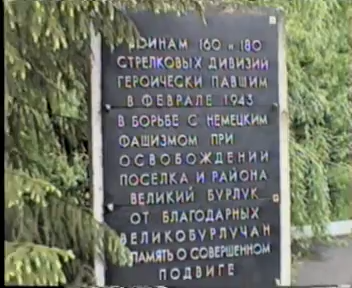 ВОИНАМ 160 и 180
СТРЕЛКОВЫХ ДИВИЗИЙ
ГЕРОИЧЕСКИ ПАВШИМ
В ФЕВРАЛЕ 1943
В БОРЬБЕ С НЕМЕЦКИМ
ФАШИЗМОМ ПРИ
ОСВОБОЖДЕНИИ
ПОСЕЛКА И РАЙОНА
ВЕЛИКИЙ БУРЛУК
ОТ БЛАГОДАРНЫХ
ВЕЛИКОБУРЛУЧАН
ПАМЯТЬ О СОВЕРШЕННОМ
ПОДВИГЕ